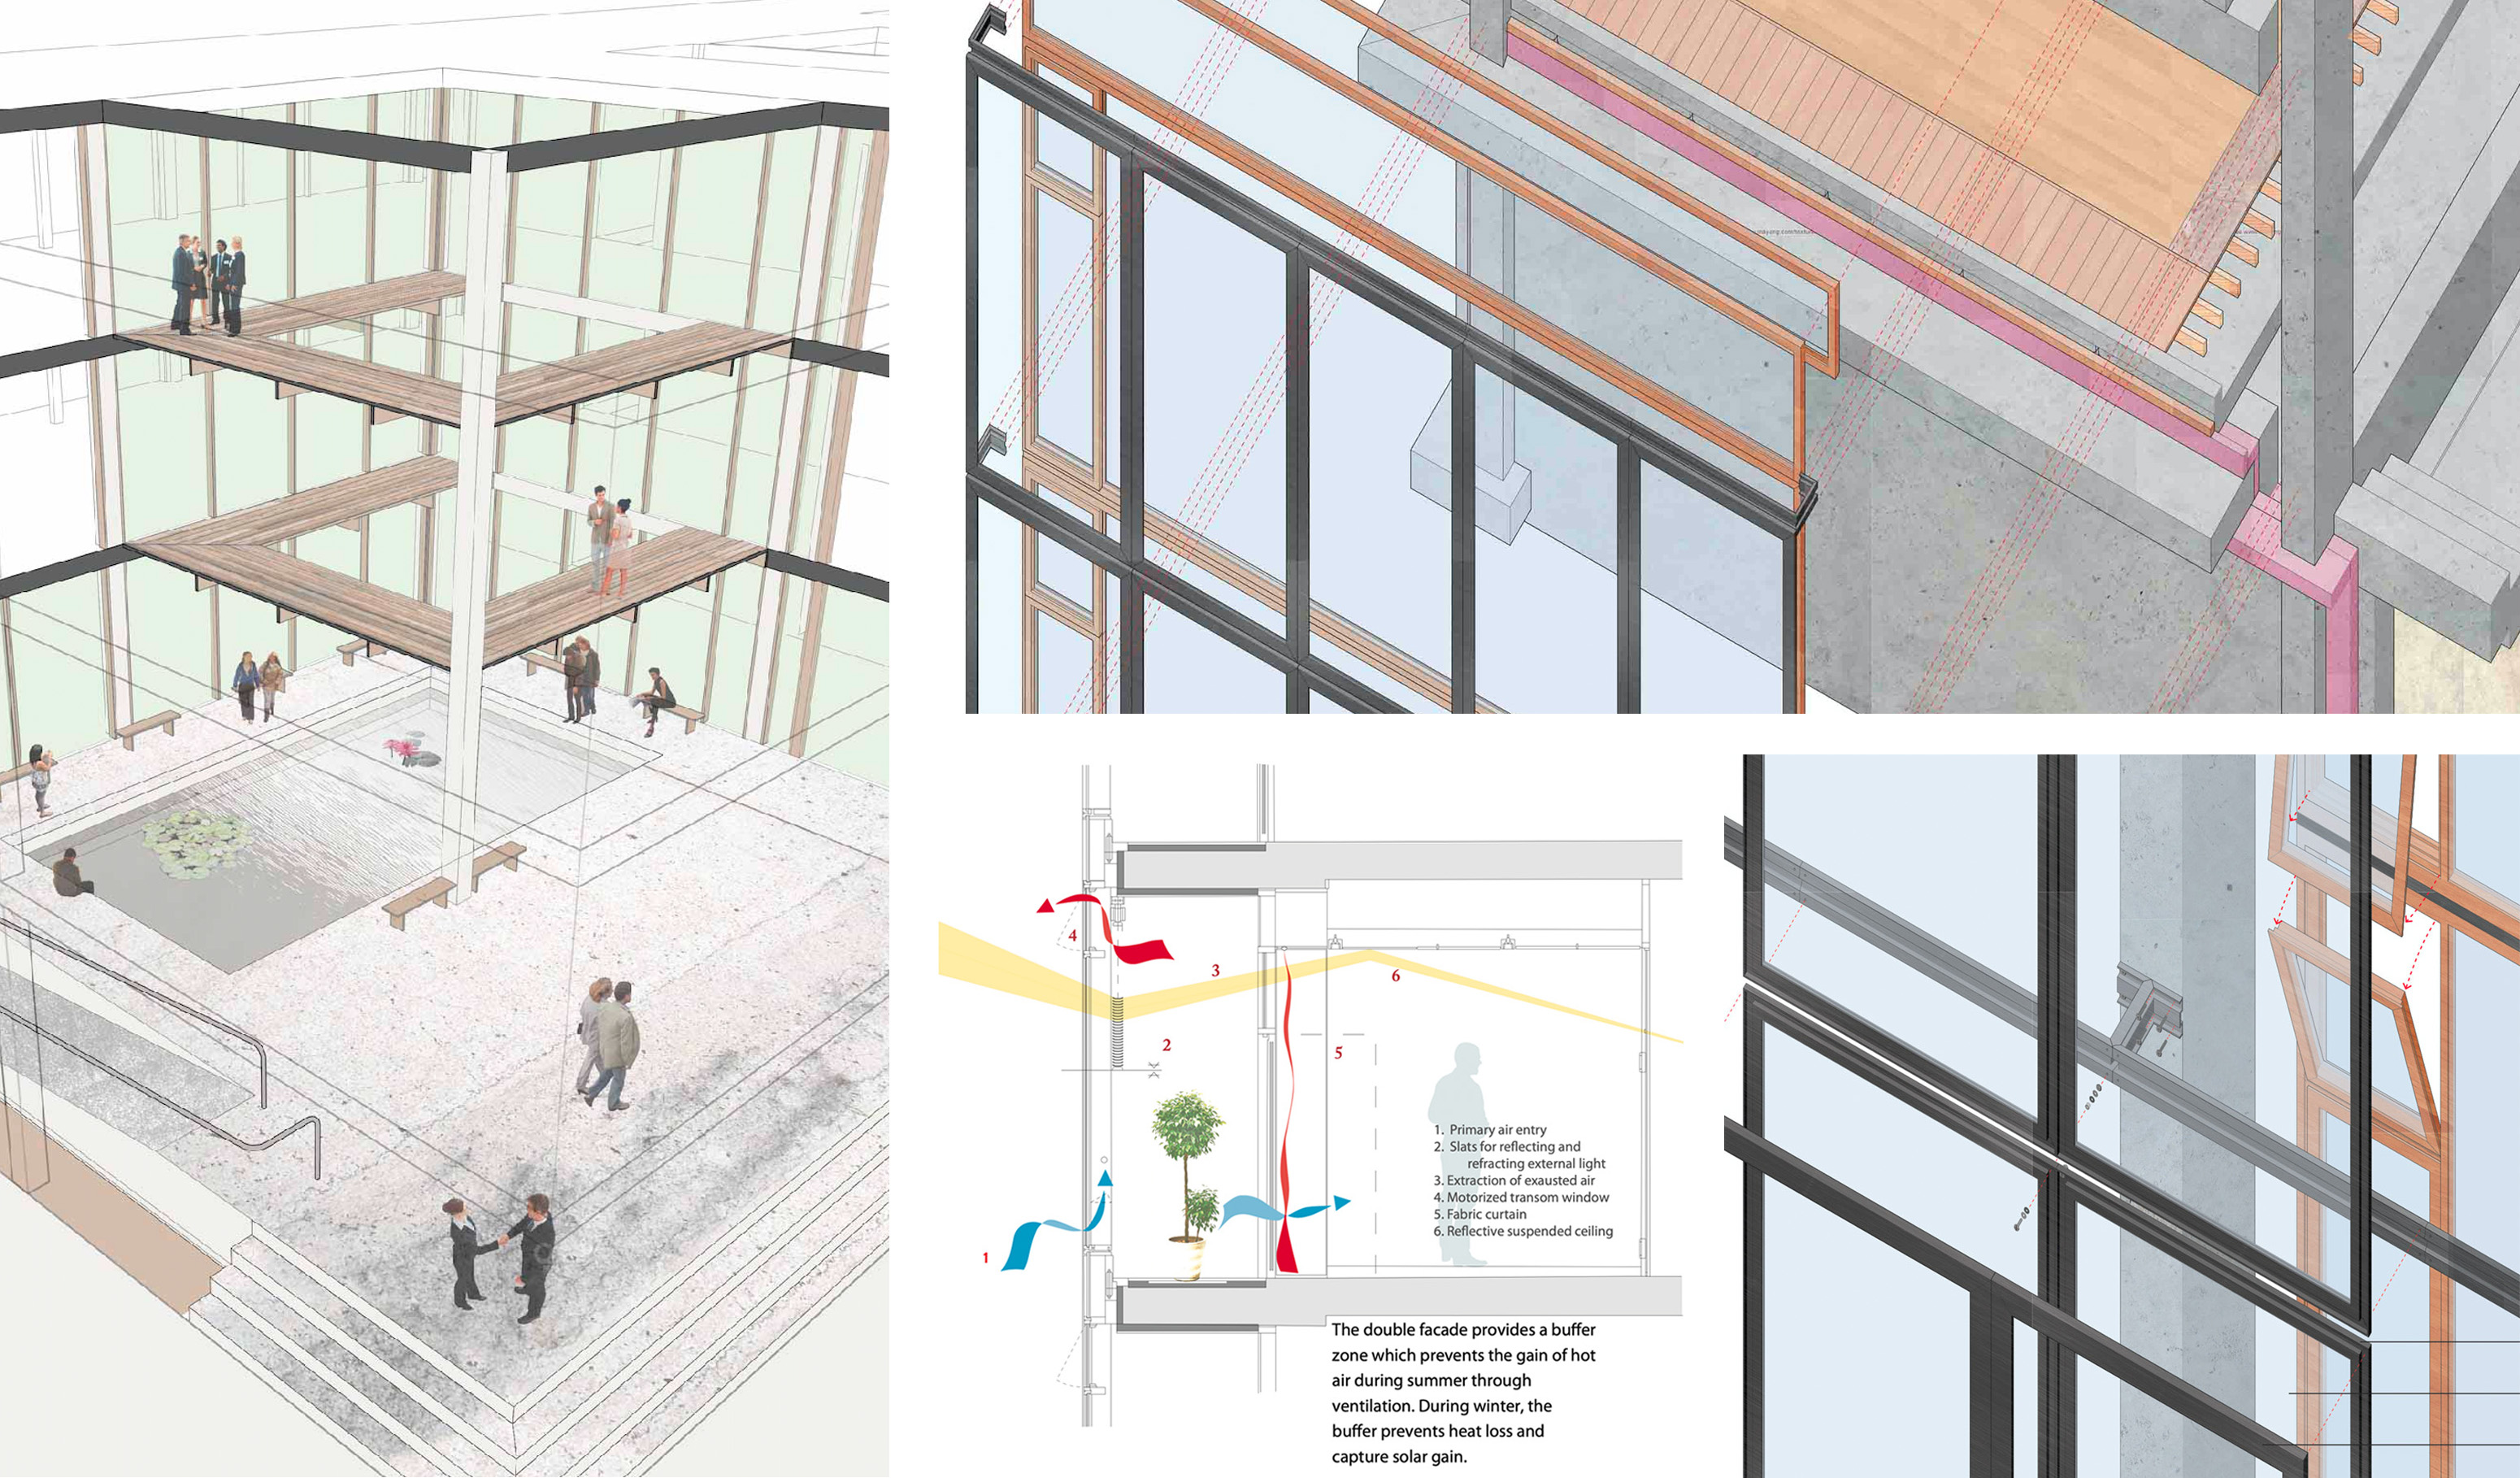 4
3
6
2
5
1
1. Primary air entry
2. Slats for reflecting and
refracting external light
3. Extraction of exausted air
4. Motorized transom window
5. Fabric curtain
6. Reflective suspended ceiling
The double facade provides a buffer
zone which prevents the gain of hot
air during summer through
ventilation. During winter, the
buffer prevents heat loss and
capture solar gain.